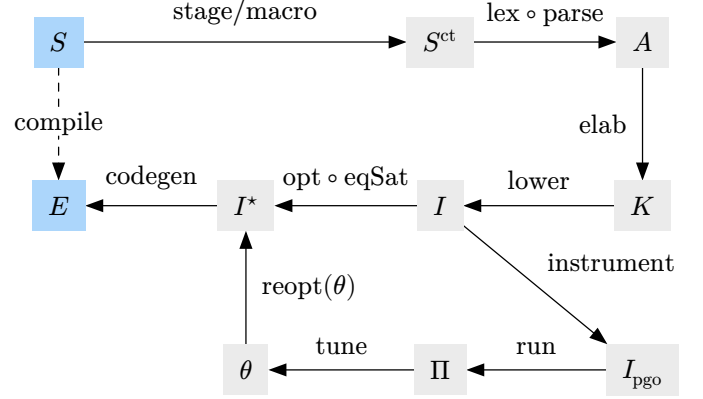 stage/macro
lex ∘ parse
S
S^ct
A
compile
elab
codegen
opt ∘ eqSat
lower
E
I⋆
I
K
instrument
reopt(θ)
tune
run
θ
Π
I_pgo